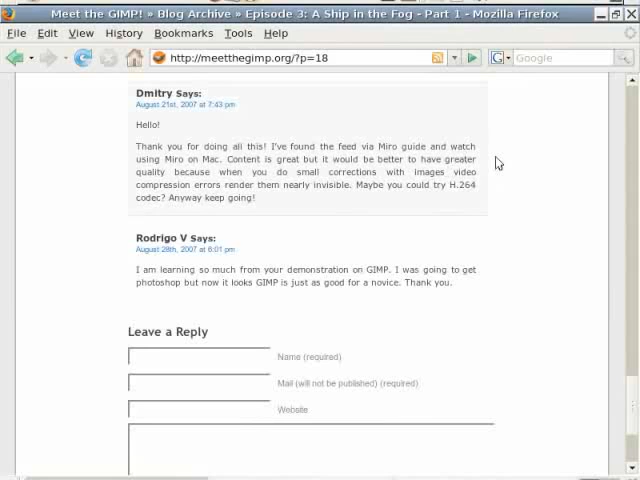 Meet the GIMP! » Blog Archive » Episode 3: A Ship in the Fog - Part 1 - Mozilla Firefox
File Edit View History Bookmarks Tools Help
http://meetthegimp.org/?p=18
G Google
Dmitry Says:
August 21st, 2007 at 7:43 pm
Hello!
Thank you for doing all this! I've found the feed via Miro guide and watch
using Miro on Mac. Content is great but it would be better to have greater
quality because when you do small corrections with images video
compression errors render them nearly invisible. Maybe you could try H.264
codec? Anyway keep going!
Rodrigo V Says:
August 28th, 2007 at 6:01 pm
I am learning so much from your demonstration on GIMP. I was going to get
photoshop but now it looks GIMP is just as good for a novice. Thank you.
Leave a Reply
Name (required)
Mail (will not be published) (required)
Website